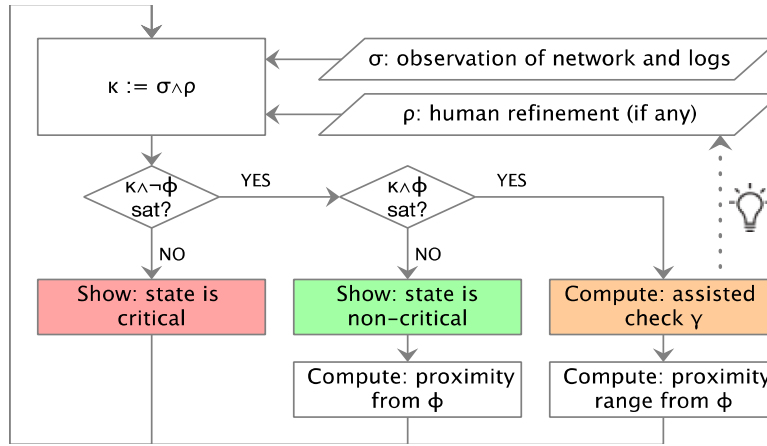 σ: observation of network and logs
κ := σ∧ρ
ρ: human refinement (if any)
κ∧¬ϕ
sat?
YES
κ∧ϕ
sat?
YES
NO
NO
Show: state is
critical
Show: state is
non-critical
Compute: assisted
check γ
Compute: proximity
from ϕ
Compute: proximity
range from ϕ